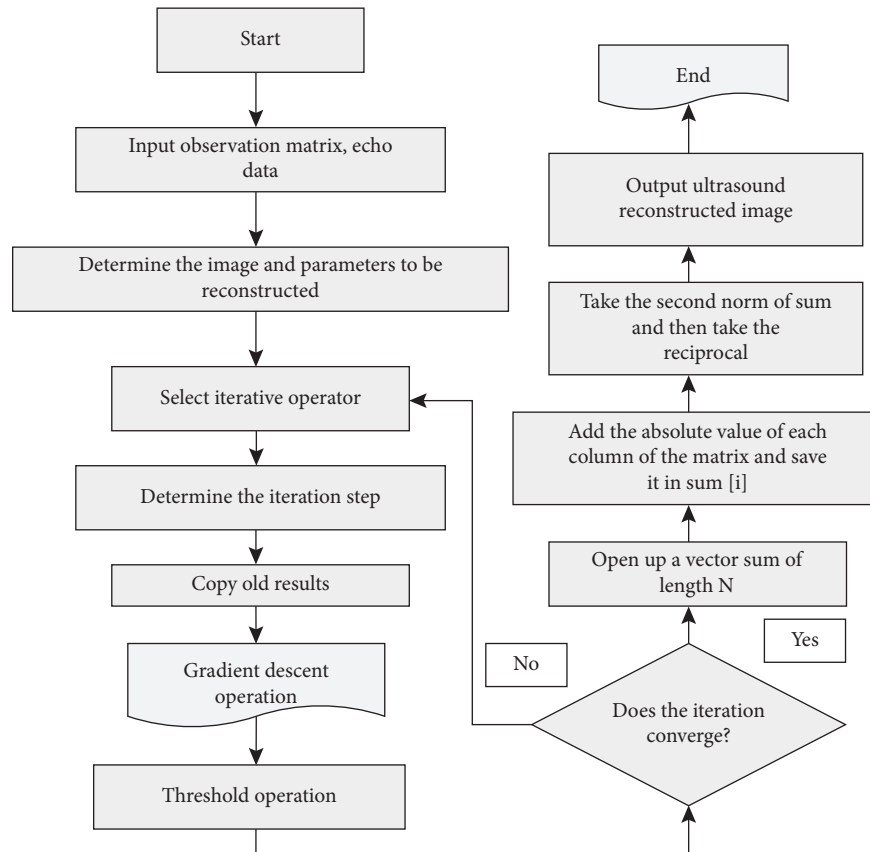 Start
Input observation matrix, echo
data
Determine the image and parameters to be
reconstructed
Select iterative operator
Determine the iteration step
Copy old results
Gradient descent
operation
Threshold operation
End
Output ultrasound
reconstructed image
Take the second norm of sum
and then take the
reciprocal
Add the absolute value of each
column of the matrix and save
it in sum [i]
Open up a vector sum of
length N
Yes
No
Does the iteration
converge?